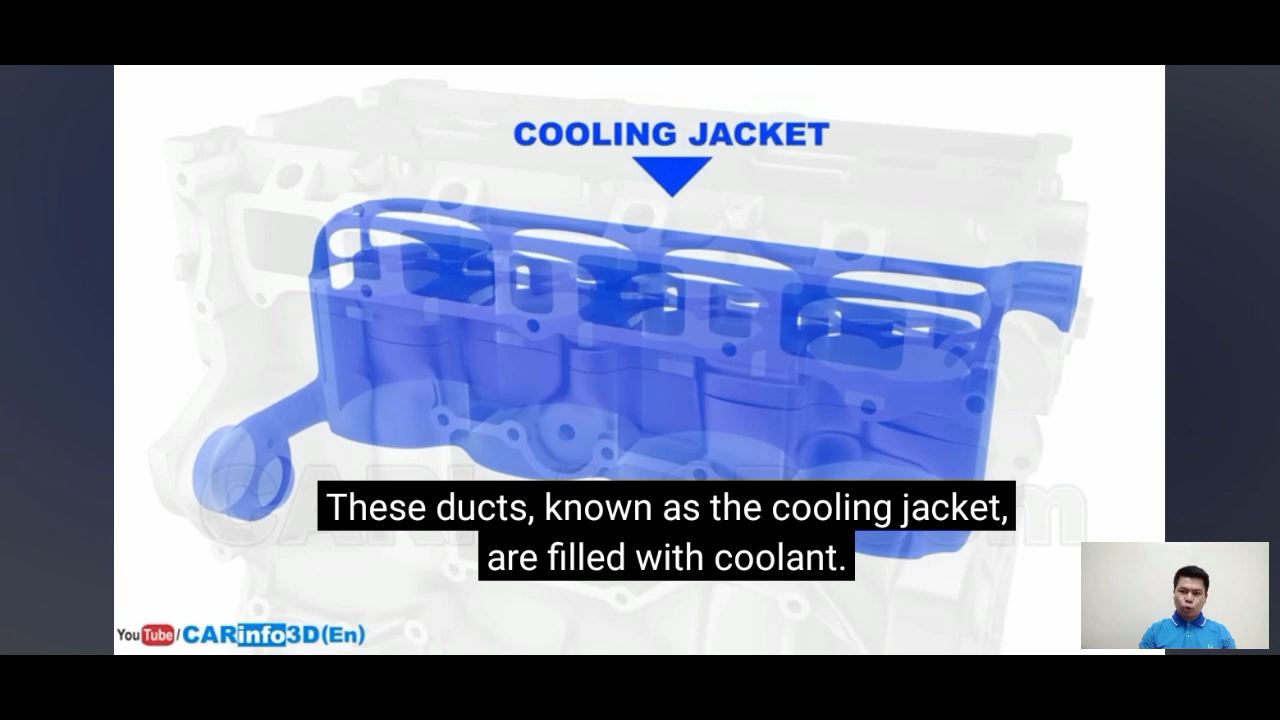 COOLING JACKET
These ducts, known as the cooling jacket,
are filled with coolant.
YouTube/CARinfo3D(En)